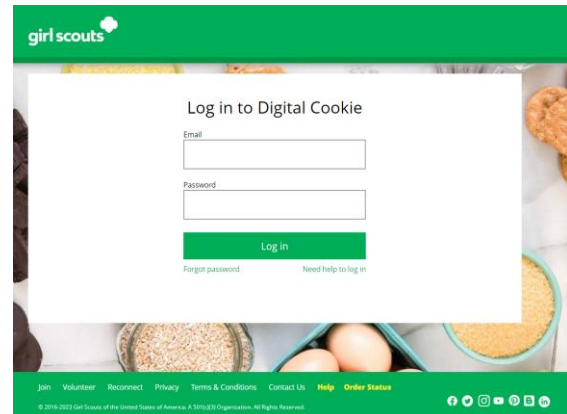 girl scouts
Log in to Digital Cookie
Email
Password
Log in
Forgot password Need help to log in
Join Volunteer Reconnect Privacy Terms & Conditions Contact Us Help Order Status
© 2016-2023 Girl Scouts of the United States of America. A 501(c)(3) Organization. All Rights Reserved.